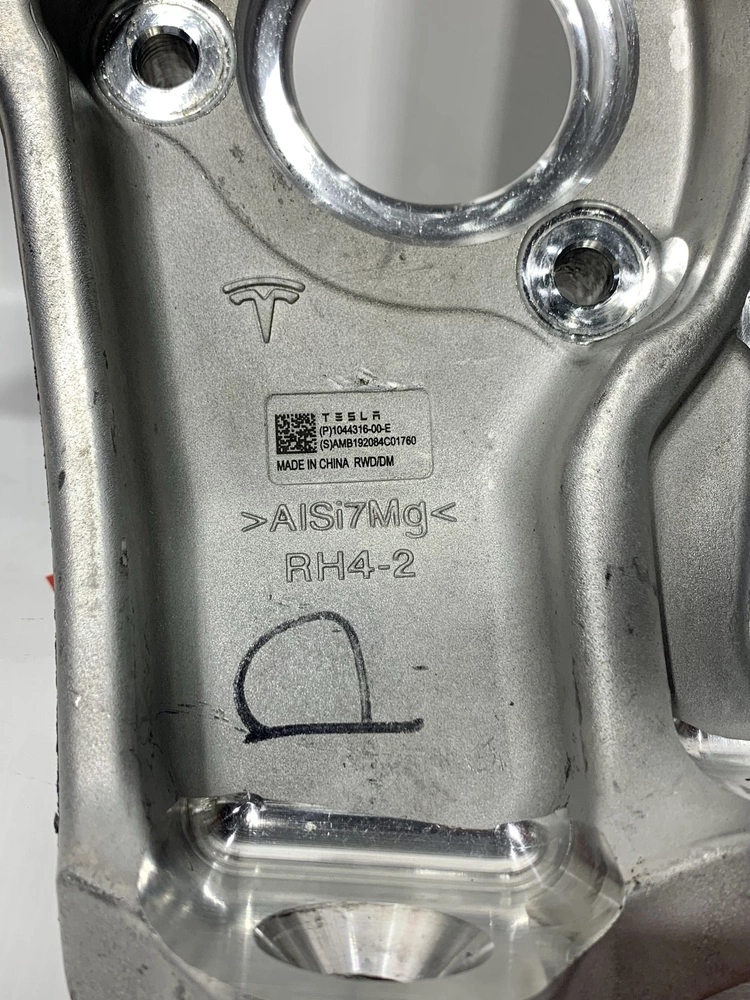 TESLA
(P)1044316-00-E
(S)AMB192084C01760
MADE IN CHINA RWD/DM
>AlSi7Mg<
RH4-2
D